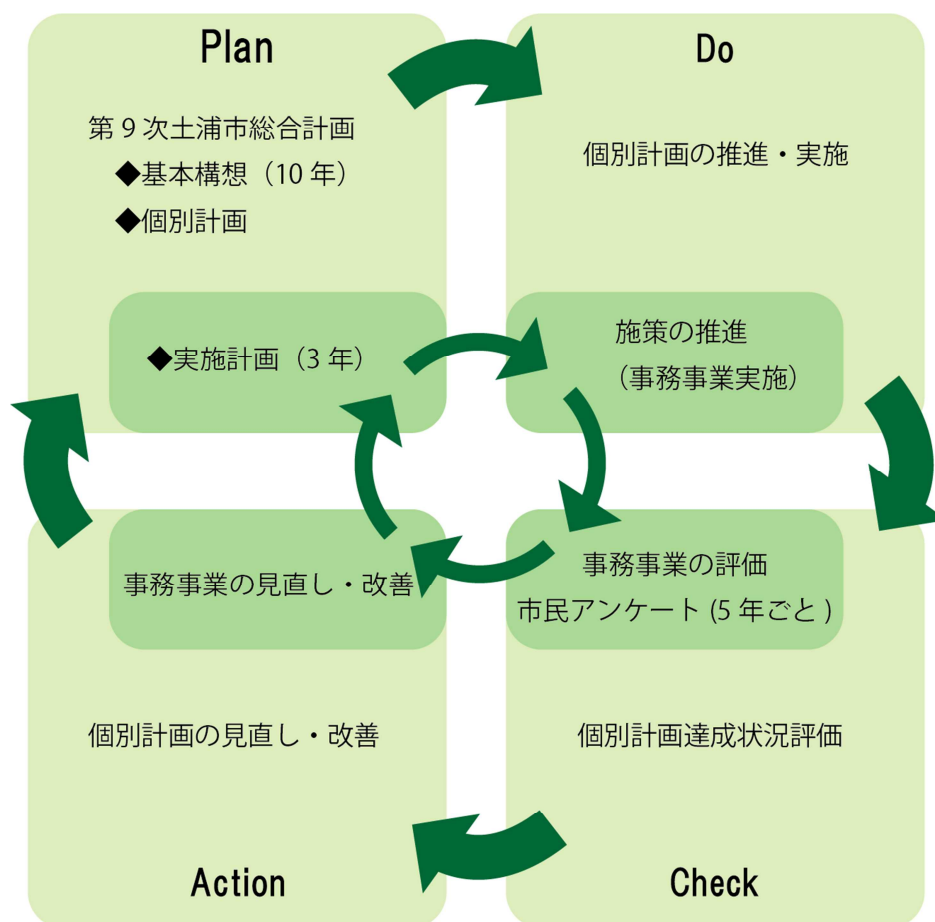 Plan
第9次土浦市総合計画
◆基本構想（10年）
◆個別計画
◆実施計画（3年）
Do
個別計画の推進・実施
施策の推進
（事務事業実施）
事務事業の評価
市民アンケート(5年ごと)
個別計画達成状況評価
Check
事務事業の見直し・改善
個別計画の見直し・改善
Action